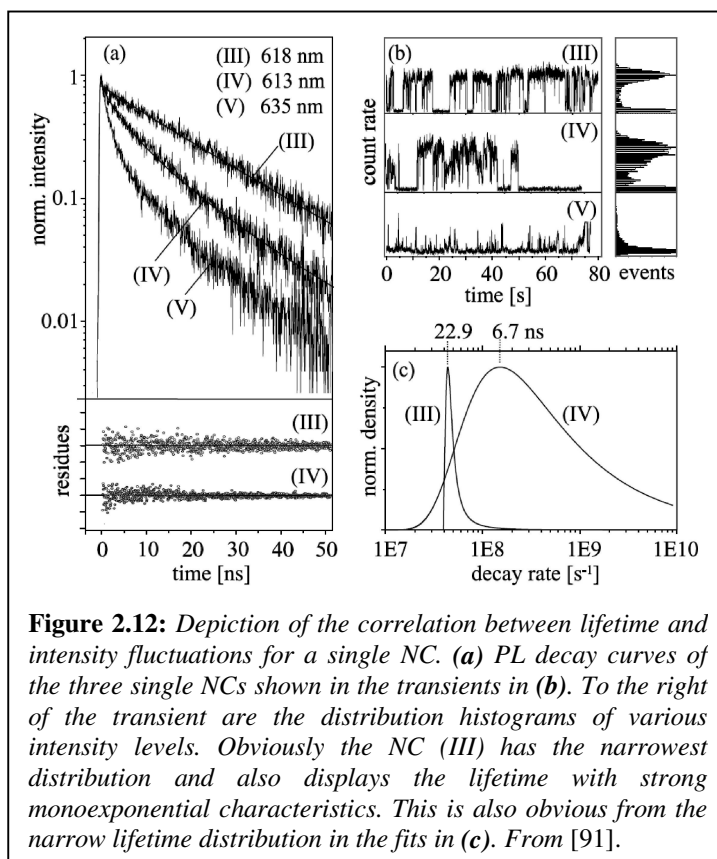 (a)
(III) 618 nm
(IV) 613 nm
(V) 635 nm
norm. intensity
1
0.1
0.01
(III)
(IV)
(V)
residues
(III)
(IV)
0 10 20 30 40 50
time [ns]
(b)
(III)
(IV)
(V)
count rate
0 20 40 60 80
time [s]
events
22.9 6.7 ns
(c)
(III)
(IV)
norm. density
1E7 1E8 1E9 1E10
decay rate [s⁻¹]
Figure 2.12: Depiction of the correlation between lifetime and
intensity fluctuations for a single NC. (a) PL decay curves of
the three single NCs shown in the transients in (b). To the right
of the transient are the distribution histograms of various
intensity levels. Obviously the NC (III) has the narrowest
distribution and also displays the lifetime with strong
monoexponential characteristics. This is also obvious from the
narrow lifetime distribution in the fits in (c). From [91].